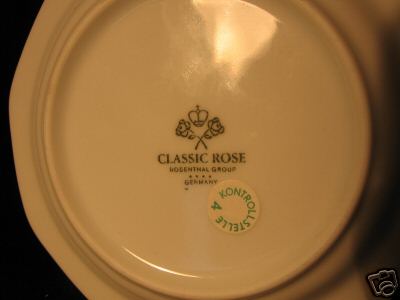 CLASSIC ROSE
ROSENTHAL GROUP
GERMANY
KONTROLLSTELLE 4